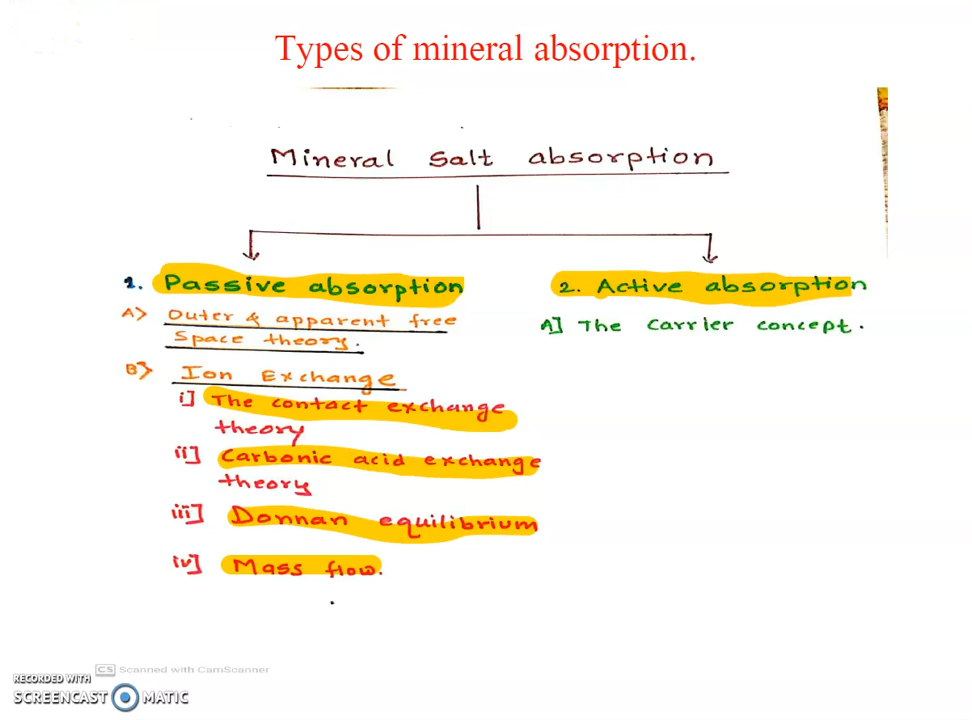 Types of mineral absorption.
Mineral Salt absorption
1. Passive absorption
2. Active absorption
A) Outer & apparent free
Space theory.
A] The carrier concept.
B) Ion Exchange
i] The contact exchange
theory
ii] Carbonic acid exchange
theory
iii] Donnan equilibrium
iv] Mass flow.
CS Scanned with CamScanner
RECORDED WITH
SCREENCAST MATIC